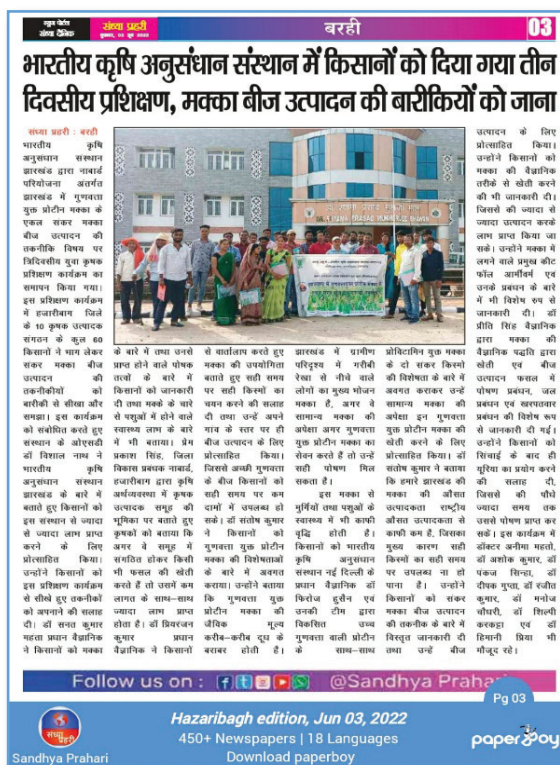 न्यूज पोर्टल
संध्या दैनिक
संध्या प्रहरी
बरही
03
भारतीय कृषि अनुसंधान संस्थान में किसानों को दिया गया तीन
दिवसीय प्रशिक्षण, मक्का बीज उत्पादन की बारीकियों को जाना
संध्या प्रहरी : बरही
भारतीय कृषि
अनुसंधान संस्थान
झारखंड द्वारा नाबार्ड
परियोजना अंतर्गत
झारखंड में गुणवत्ता
युक्त प्रोटीन मक्का के
एकल संकर मक्का
बीज उत्पादन की
तकनीकि विषय पर
त्रिदिवसीय युवा कृषक
प्रशिक्षण कार्यक्रम का
समापन किया गया।
इस प्रशिक्षण कार्यक्रम
में हजारीबाग जिले
के 10 कृषक उत्पादक
संगठन के कुल 60
किसानों ने भाग लेकर
संकर मक्का बीज
उत्पादन की
तकनीकीयों को
बारीकी से सीखा और
समझा। इस कार्यक्रम
को संबोधित करते हुए
संस्थान के ओएसडी
डॉ विशाल नाथ ने
भारतीय कृषि
अनुसंधान संस्थान
झारखंड के बारे में
बताते हुए किसानों को
इस संस्थान से ज्यादा
से ज्यादा लाभ प्राप्त
करने के लिए
प्रोत्साहित किया।
उन्होंने किसानों को
इस प्रशिक्षण कार्यक्रम
से सीखे हुए तकनीकों
को अपनाने की सलाह
दी। डॉ सनत कुमार
महता प्रधान वैज्ञानिक
ने किसानों को मक्का
के बारे में तथा उनसे
प्राप्त होने वाले पोषक
तत्वों के बारे में
किसानों को जानकारी
दी तथा मक्के के चारे
से पशुओं में होने वाले
स्वास्थ्य लाभ के बारे
में भी बताया। प्रेम
प्रकाश सिंह, जिला
विकास प्रबंधक नाबार्ड,
हजारीबाग द्वारा कृषि
अर्थव्यवस्था में कृषक
उत्पादक समूह की
भूमिका पर बताते हुए
कृषकों को बताया कि
अगर वे समूह में
संगठित होकर किसी
भी फसल की खेती
करते हैं तो उसमें कम
लागत के साथ-साथ
ज्यादा लाभ प्राप्त
होता है। डॉ प्रियरंजन
कुमार प्रधान
वैज्ञानिक ने किसानों
से वार्तालाप करते हुए
मक्का की उपयोगिता
बताते हुए सही समय
पर सही किस्मों का
चयन करने की सलाह
दी तथा उन्हें अपने
गांव के स्तर पर ही
बीज उत्पादन के लिए
प्रोत्साहित किया।
जिससे अच्छी गुणवत्ता
के बीज किसानों को
सही समय पर कम
दामों में उपलब्ध हो
सके। डॉ संतोष कुमार
ने किसानों को
गुणवत्ता युक्त प्रोटीन
मक्का की विशेषताओं
के बारे में अवगत
कराया। उन्होंने बताया
कि गुणवत्ता युक्त
प्रोटीन मक्का की
जैविक मूल्य
करीब-करीब दूध के
बराबर होती है।
झारखंड में ग्रामीण
परिदृश्य में गरीबी
रेखा से नीचे वाले
लोगों का मुख्य भोजन
मक्का है, अगर वे
सामान्य मक्का की
अपेक्षा अगर गुणवत्ता
युक्त प्रोटीन मक्का का
सेवन करते हैं तो उन्हें
सही पोषण मिल
सकता है।
इस मक्का से
मुर्गियों तथा पशुओं के
स्वास्थ्य में भी काफी
वृद्धि होती है।
किसानों को भारतीय
कृषि अनुसंधान
संस्थान नई दिल्ली के
प्रधान वैज्ञानिक डॉ
फिरोज हुसैन एवं
उनकी टीम द्वारा
विकसित उच्च
गुणवत्ता वाली प्रोटीन
के साथ-साथ
प्रोविटामिन युक्त मक्का
के दो संकर किस्मों
की विशेषता के बारे में
अवगत कराकर उन्हें
सामान्य मक्का की
अपेक्षा इन गुणवत्ता
युक्त प्रोटीन मक्का की
खेती करने के लिए
प्रोत्साहित किया। डॉ
संतोष कुमार ने बताया
कि हमारे झारखंड की
मक्का की औसत
उत्पादकता राष्ट्रीय
औसत उत्पादकता से
काफी कम है, जिसका
मुख्य कारण सही
किस्मों का सही समय
पर उपलब्ध ना हो
पाना है। उन्होंने
किसानों को संकर
मक्का बीज उत्पादन
की तकनीक के बारे में
विस्तृत जानकारी दी
तथा उन्हें बीज
उत्पादन के लिए
प्रोत्साहित किया।
उन्होंने किसानों को
मक्का की वैज्ञानिक
तरीके से खेती करने
की भी जानकारी दी।
जिससे की ज्यादा से
ज्यादा उत्पादन करके
लाभ प्राप्त किया जा
सके। उन्होंने मक्का में
लगने वाले प्रमुख कीट
फॉल आर्मीवर्म एवं
उनके प्रबंधन के बारे
में भी विशेष रुप से
जानकारी दी। डॉ
प्रीति सिंह वैज्ञानिक
द्वारा मक्का की
वैज्ञानिक पद्धति द्वारा
खेती एवं बीज
उत्पादन फसल में
पोषण प्रबंधन, जल
प्रबंधन एवं खरपतवार
प्रबंधन की विशेष रूप
से जानकारी दी गई।
उन्होंने किसानों को
सिंचाई के बाद ही
यूरिया का प्रयोग करने
की सलाह दी,
जिससे की पौधे
ज्यादा समय तक
उससे पोषण प्राप्त कर
सके। इस कार्यक्रम में
डॉक्टर अनीमा महतो,
डॉ अशोक कुमार, डॉ
पंकज सिन्हा, डॉ
दीपक गुप्ता, डॉ रंजीत
कुमार, डॉ मनोज
चौधरी, डॉ शिल्मी
करकट्टा एवं डॉ
हिमानी प्रिया भी
मौजूद रहे।
Follow us on : @Sandhya Prahari
Pg 03
संध्या प्रहरी
Sandhya Prahari
Hazaribagh edition, Jun 03, 2022
450+ Newspapers | 18 Languages
Download paperboy
paperboy